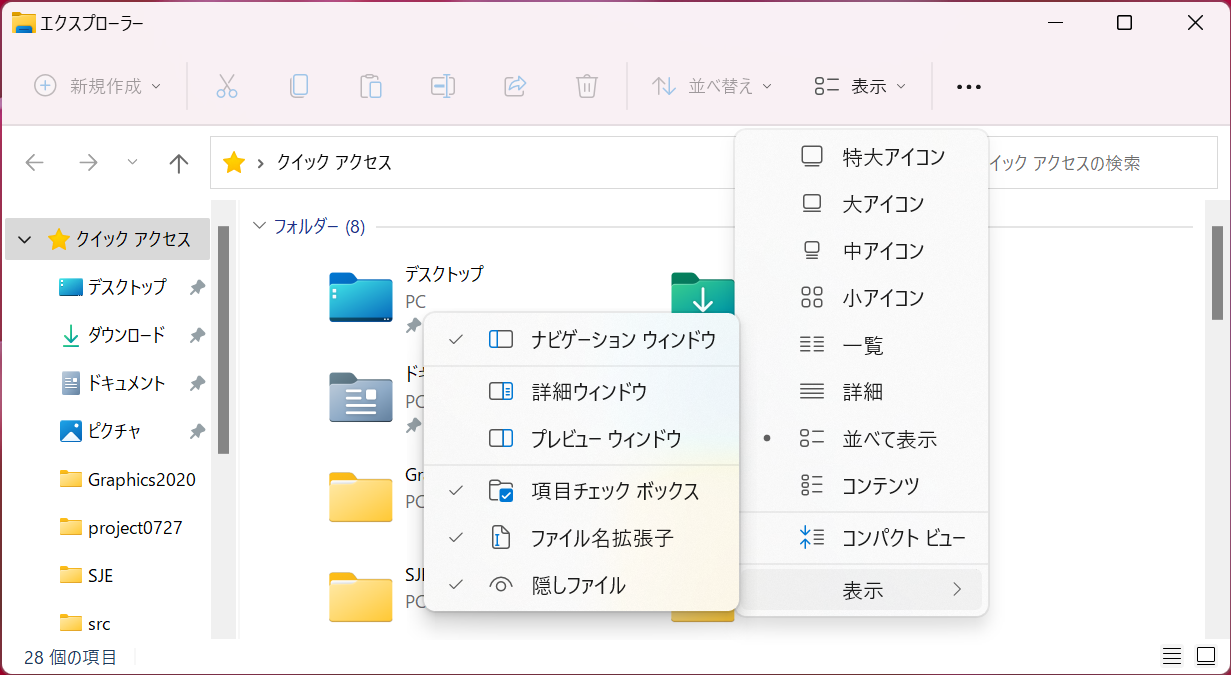 エクスプローラー
新規作成
並べ替え
表示
クイック アクセス
イック アクセスの検索
クイック アクセス
デスクトップ
ダウンロード
ドキュメント
ピクチャ
Graphics2020
project0727
SJE
src
フォルダー (8)
デスクトップ
PC
PC
PC
PC
ナビゲーション ウィンドウ
詳細ウィンドウ
プレビュー ウィンドウ
項目チェック ボックス
ファイル名拡張子
隠しファイル
特大アイコン
大アイコン
中アイコン
小アイコン
一覧
詳細
並べて表示
コンテンツ
コンパクト ビュー
表示
28 個の項目